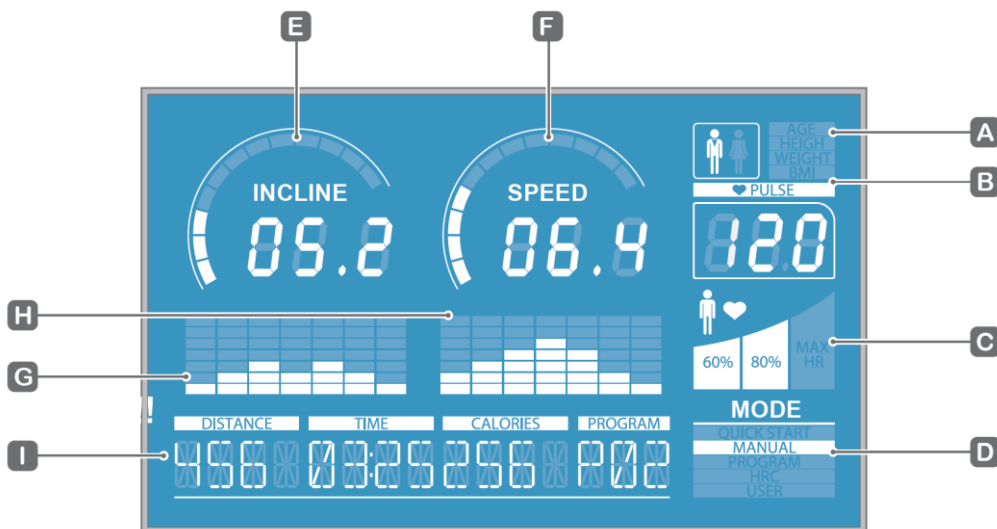 E
F
A
AGE
HEIGH
WEIGHT
BMI
B
PULSE
INCLINE
05.2
SPEED
06.4
120
H
G
C
60%
80%
MAX
HR
!!
MODE
DISTANCE
TIME
CALORIES
PROGRAM
QUICK START
MANUAL
PROGRAM
HRC
USER
D
I
456
03:25
256
P02